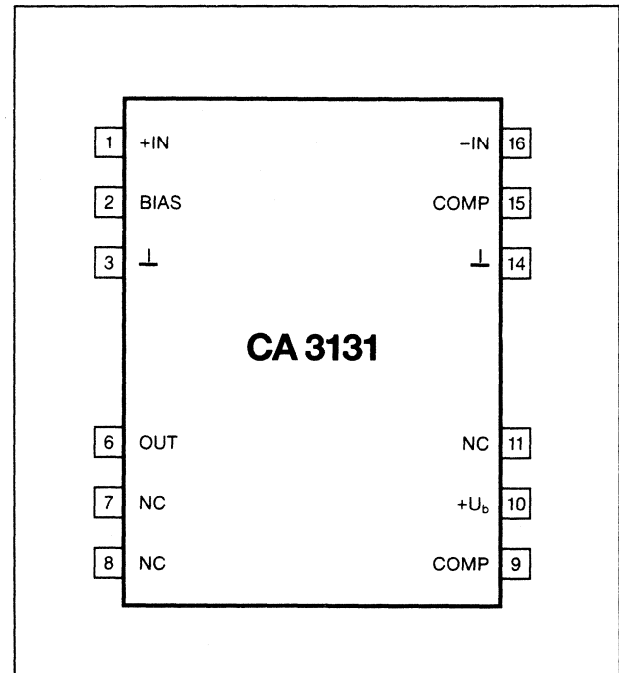 1 +IN -IN 16
2 BIAS COMP 15
3 ⊥ ⊥ 14
CA 3131
6 OUT NC 11
7 NC +Ub 10
8 NC COMP 9